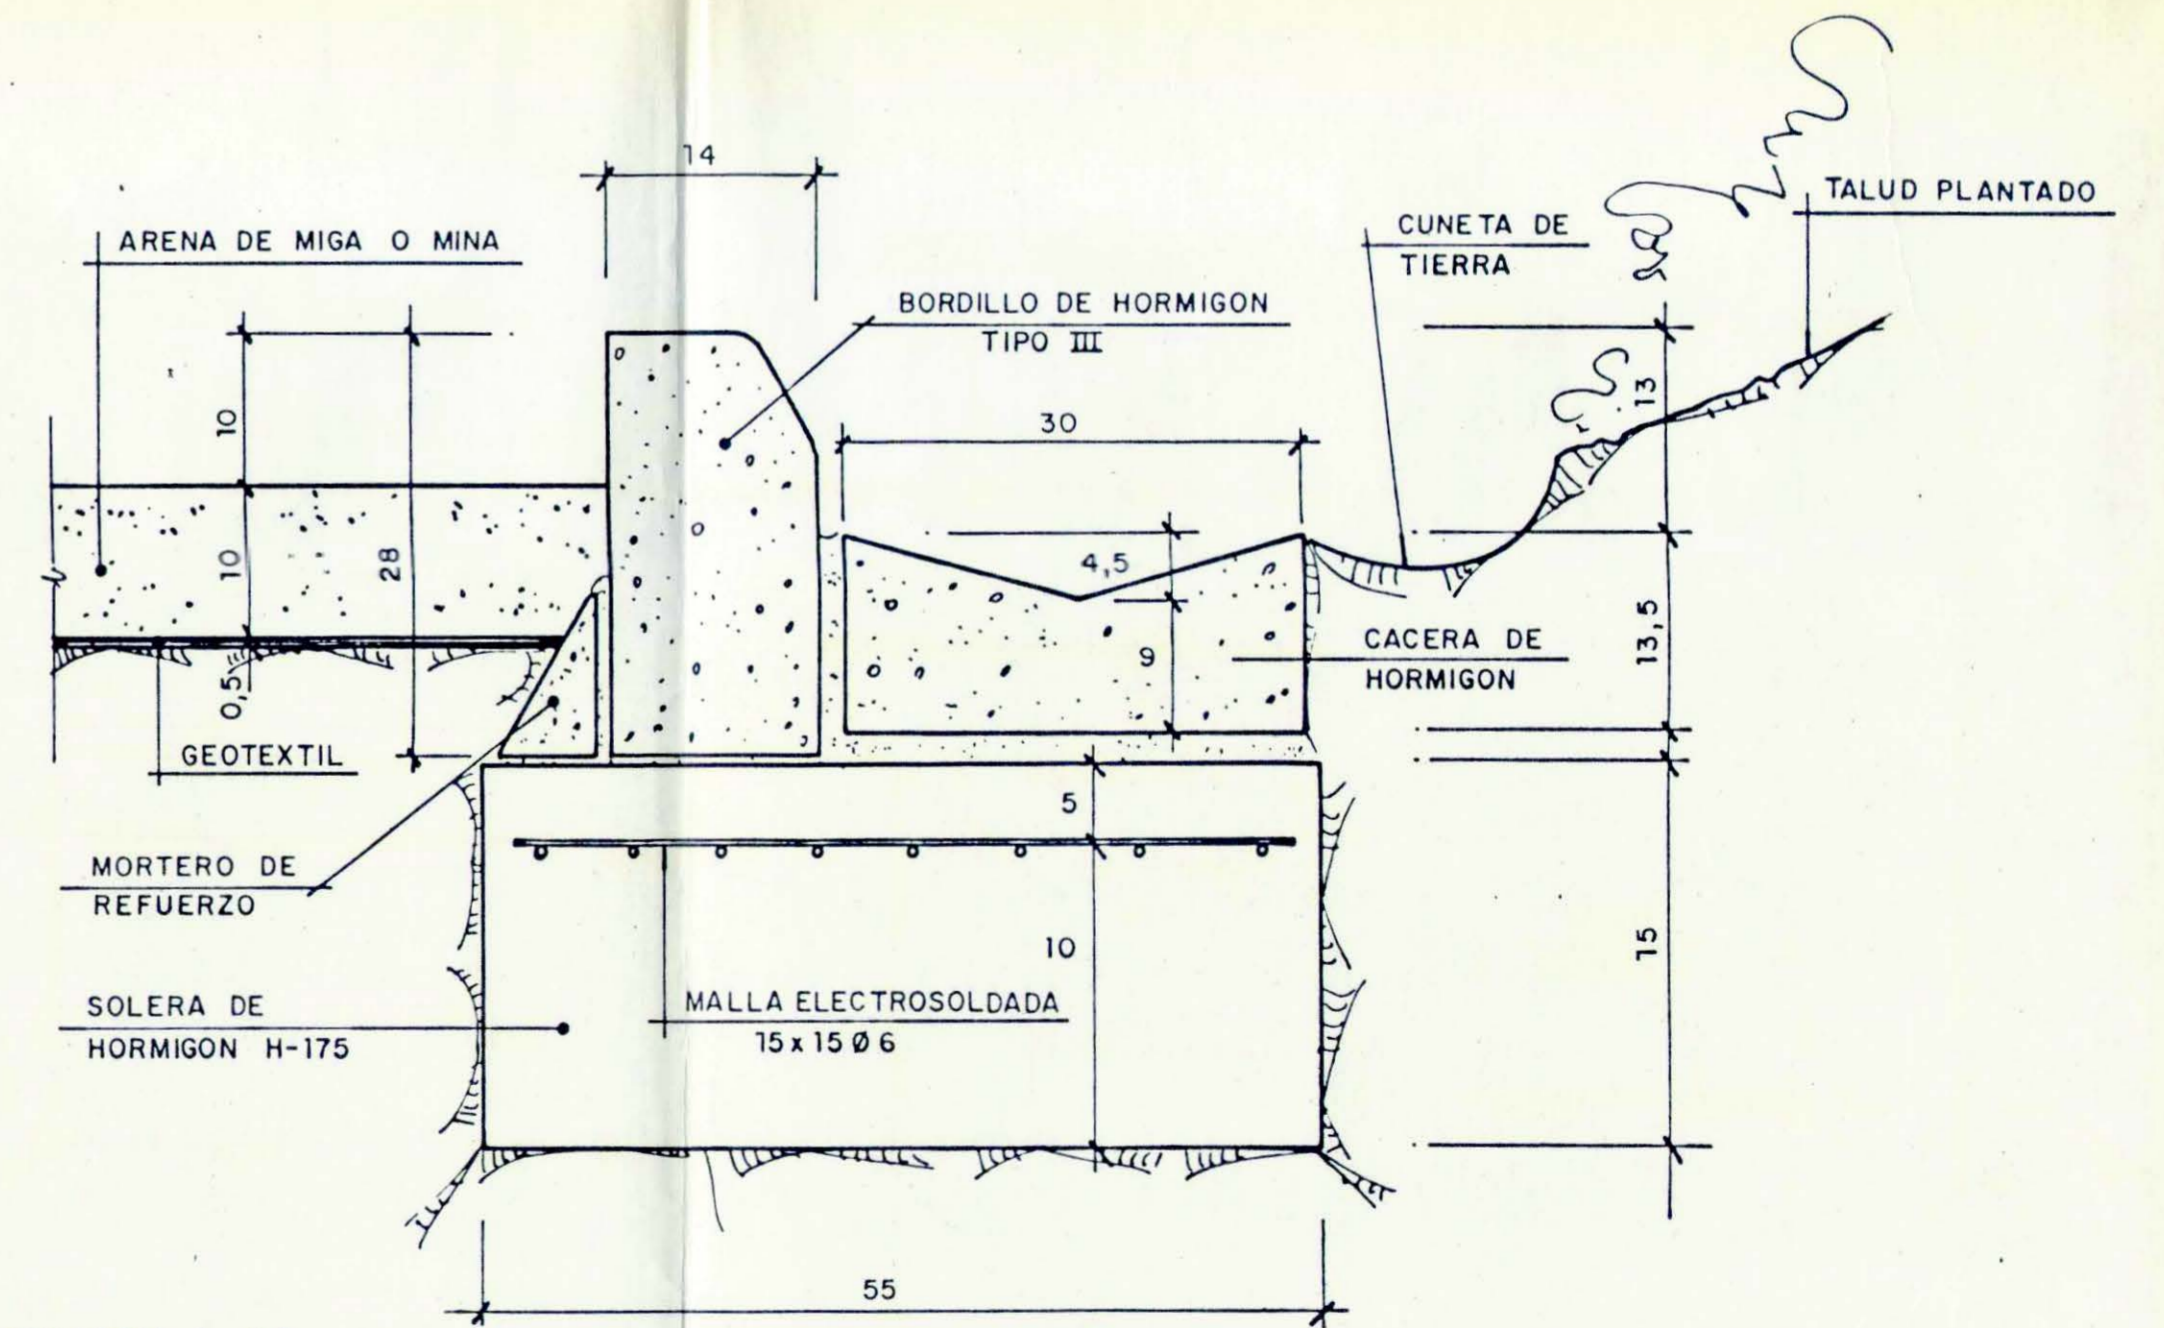 14
TALUD PLANTADO
CUNETA DE
TIERRA
ARENA DE MIGA O MINA
BORDILLO DE HORMIGON
TIPO III
13
10
30
10
28
4,5
13,5
9
CACERA DE
HORMIGON
0,5
GEOTEXTIL
5
MORTERO DE
REFUERZO
10
15
SOLERA DE
HORMIGON H-175
MALLA ELECTROSOLDADA
15 x 15 Ø 6
55